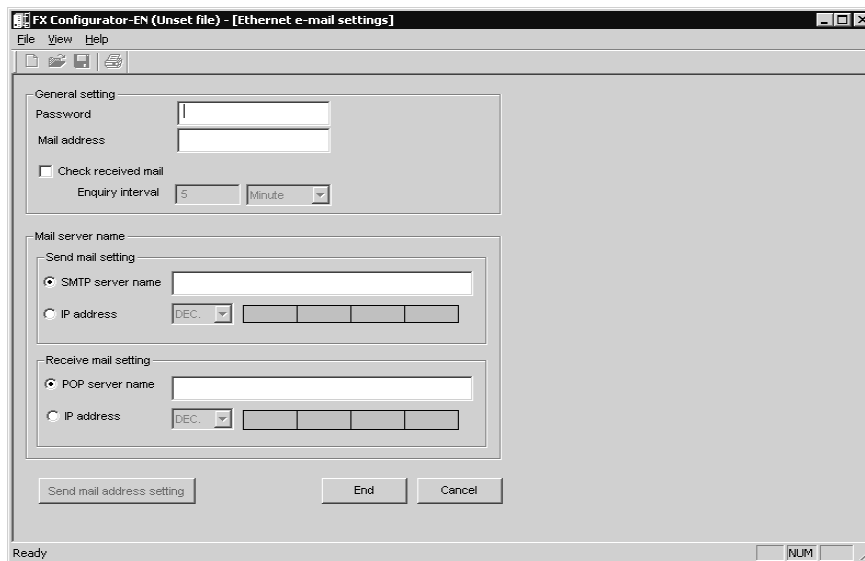 FX Configurator-EN (Unset file) - [Ethernet e-mail settings]
File View Help
General setting
Password
Mail address
Check received mail
Enquiry interval 5 Minute
Mail server name
Send mail setting
SMTP server name
IP address DEC.
Receive mail setting
POP server name
IP address DEC.
Send mail address setting End Cancel
Ready NUM